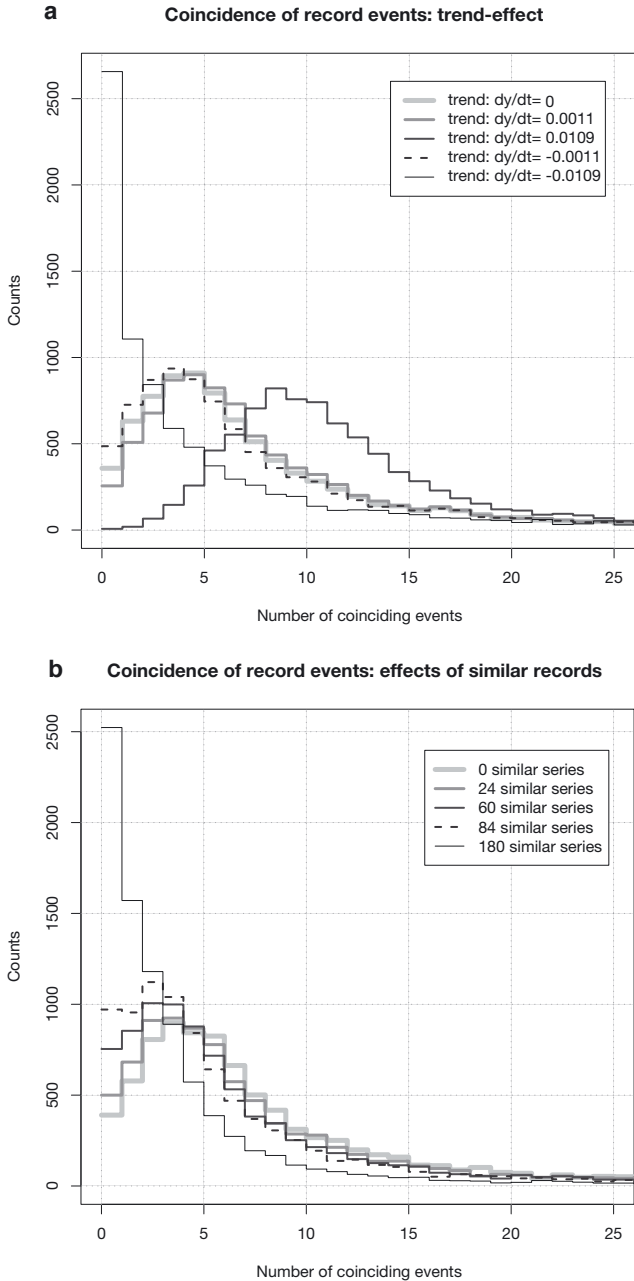 a
Coincidence of record events: trend-effect
2500
2000
1500
1000
500
0
Counts
trend: dy/dt= 0
trend: dy/dt= 0.0011
trend: dy/dt= 0.0109
trend: dy/dt= -0.0011
trend: dy/dt= -0.0109
0 5 10 15 20 25
Number of coinciding events
b
Coincidence of record events: effects of similar records
2500
2000
1500
1000
500
0
Counts
0 similar series
24 similar series
60 similar series
84 similar series
180 similar series
0 5 10 15 20 25
Number of coinciding events